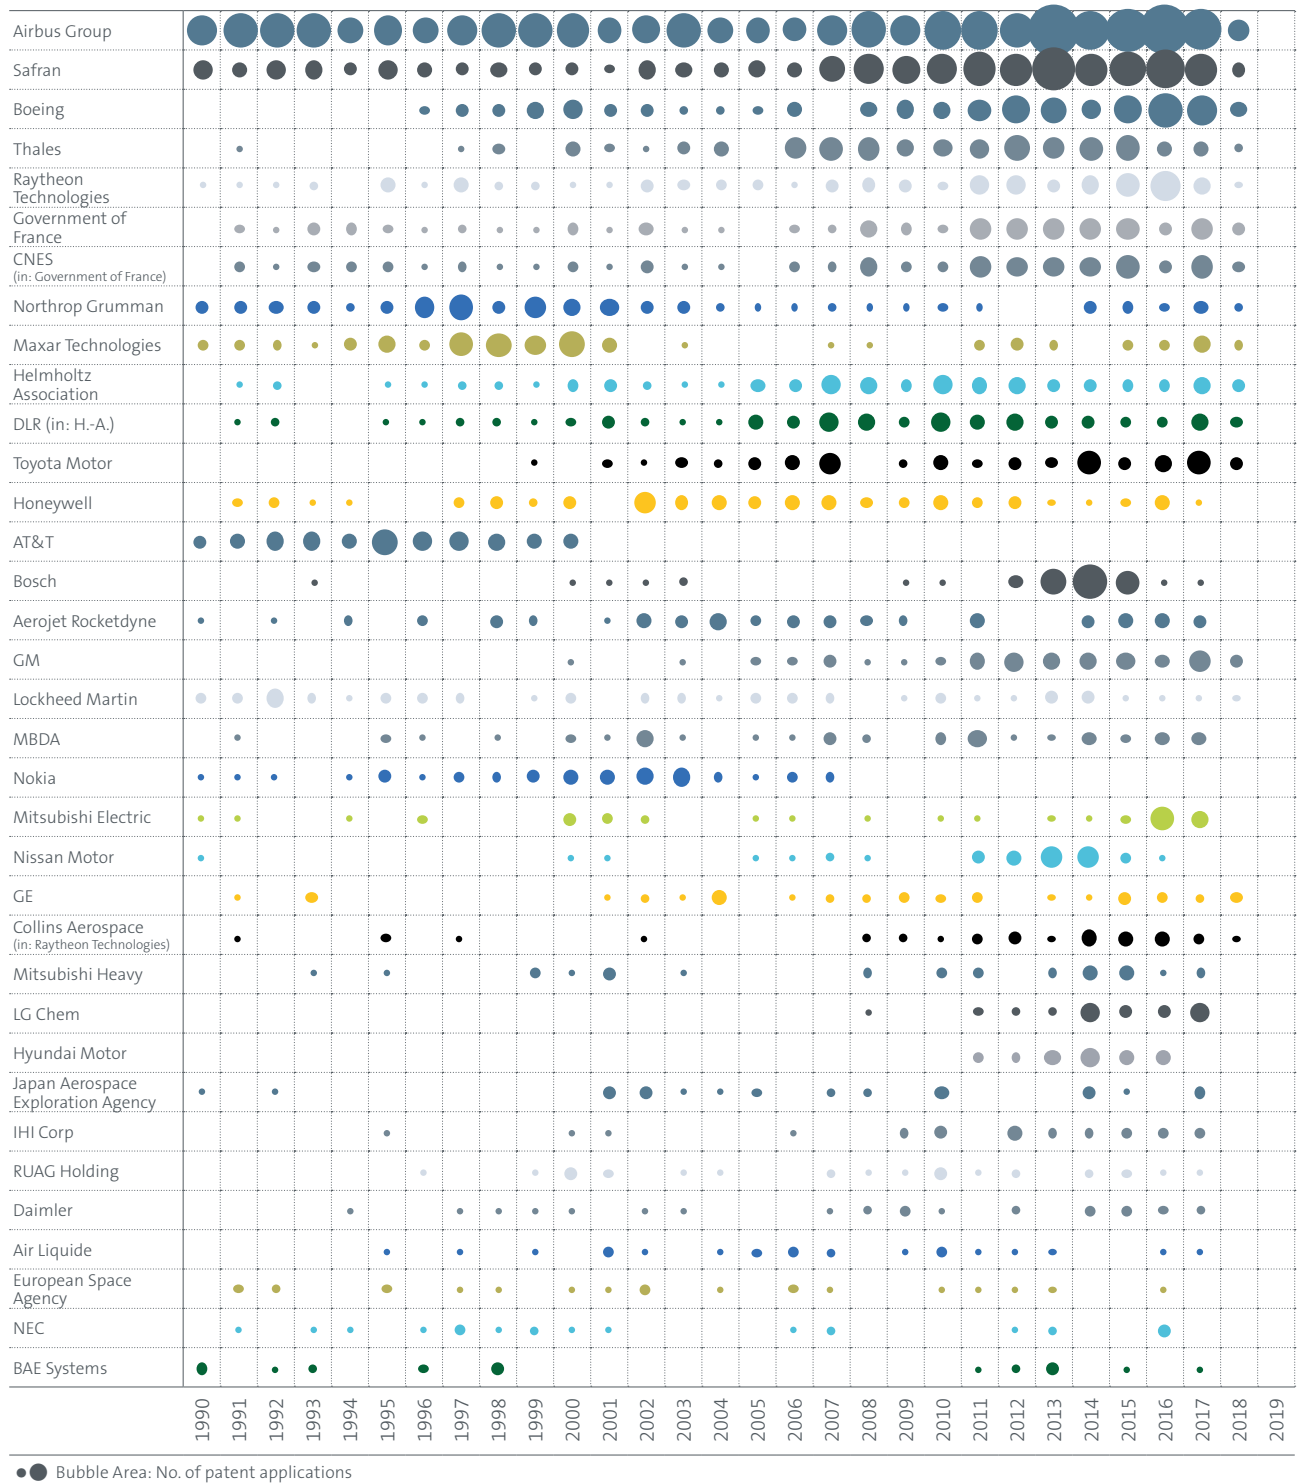 Airbus Group
Safran
Boeing
Thales
Raytheon
Technologies
Government of
France
CNES
(in: Government of France)
Northrop Grumman
Maxar Technologies
Helmholtz
Association
DLR (in: H.-A.)
Toyota Motor
Honeywell
AT&T
Bosch
Aerojet Rocketdyne
GM
Lockheed Martin
MBDA
Nokia
Mitsubishi Electric
Nissan Motor
GE
Collins Aerospace
(in: Raytheon Technologies)
Mitsubishi Heavy
LG Chem
Hyundai Motor
Japan Aerospace
Exploration Agency
IHI Corp
RUAG Holding
Daimler
Air Liquide
European Space
Agency
NEC
BAE Systems
1990
1991
1992
1993
1994
1995
1996
1997
1998
1999
2000
2001
2002
2003
2004
2005
2006
2007
2008
2009
2010
2011
2012
2013
2014
2015
2016
2017
2018
2019
Bubble Area: No. of patent applications